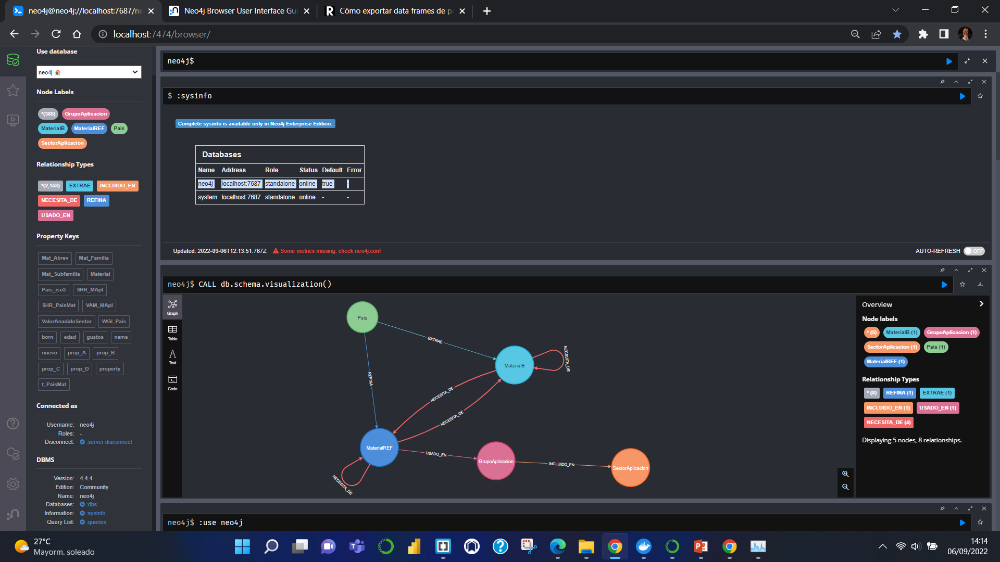 neo4j@neo4j://localhost:7687/ne
Neo4j Browser User Interface Gui
Cómo exportar data frames de p
localhost:7474/browser/
Use database
neo4j
Node Labels
*(388) GrupoAplicacion
MaterialB MaterialREF Pais
SectorAplicacion
Relationship Types
*(2,158) EXTRAE INCLUIDO_EN
NECESITA_DE REFINA
USADO_EN
Property Keys
Mat_Abrev Mat_Familia
Mat_Subfamilia Material
Pais_iso3 SHR_MApl
SHR_PaisMat VAM_MApl
ValorAnadidoSector WGI_Pais
born edad gustos name
nuevo prop_A prop_B
prop_C prop_D property
t_PaisMat
Connected as
Username: neo4j
Roles: -
Disconnect: :server disconnect
DBMS
Version: 4.4.4
Edition: Community
Name: neo4j
Databases: :dbs
Information: :sysinfo
Query List: :queries
neo4j$
$ :sysinfo
Complete sysinfo is available only in Neo4j Enterprise Edition.
Databases
Name Address Role Status Default Error
neo4j localhost:7687 standalone online true -
system localhost:7687 standalone online - -
Updated: 2022-09-06T12:13:51.767Z Some metrics missing, check neo4j.conf
AUTO-REFRESH OFF
neo4j$ CALL db.schema.visualization()
Graph
Table
Text
Code
Pais
EXTRAE
MaterialB
NECESITA_DE
REFINA
NECESITA_DE
NECESITA_DE
MaterialREF
USADO_EN
GrupoAplicacion
INCLUIDO_EN
SectorAplicacion
NECESITA_DE
Overview
Node labels
* (5) MaterialB (1) GrupoAplicacion (1)
SectorAplicacion (1) Pais (1)
MaterialREF (1)
Relationship Types
* (8) REFINA (1) EXTRAE (1)
INCLUIDO_EN (1) USADO_EN (1)
NECESITA_DE (4)
Displaying 5 nodes, 8 relationships.
neo4j$ :use neo4j
27°C
Mayorm. soleado
14:14
06/09/2022